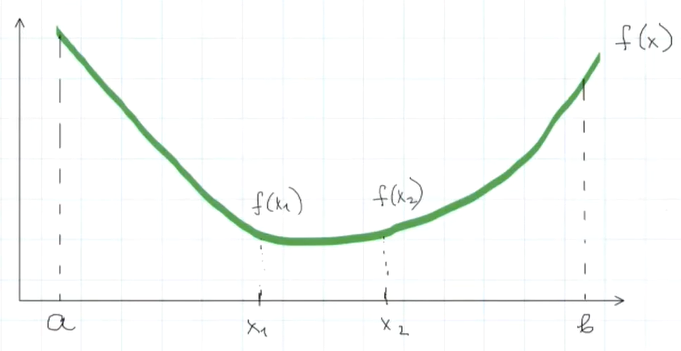 f(x)
f(x₁)
f(x₂)
a
x₁
x₂
b